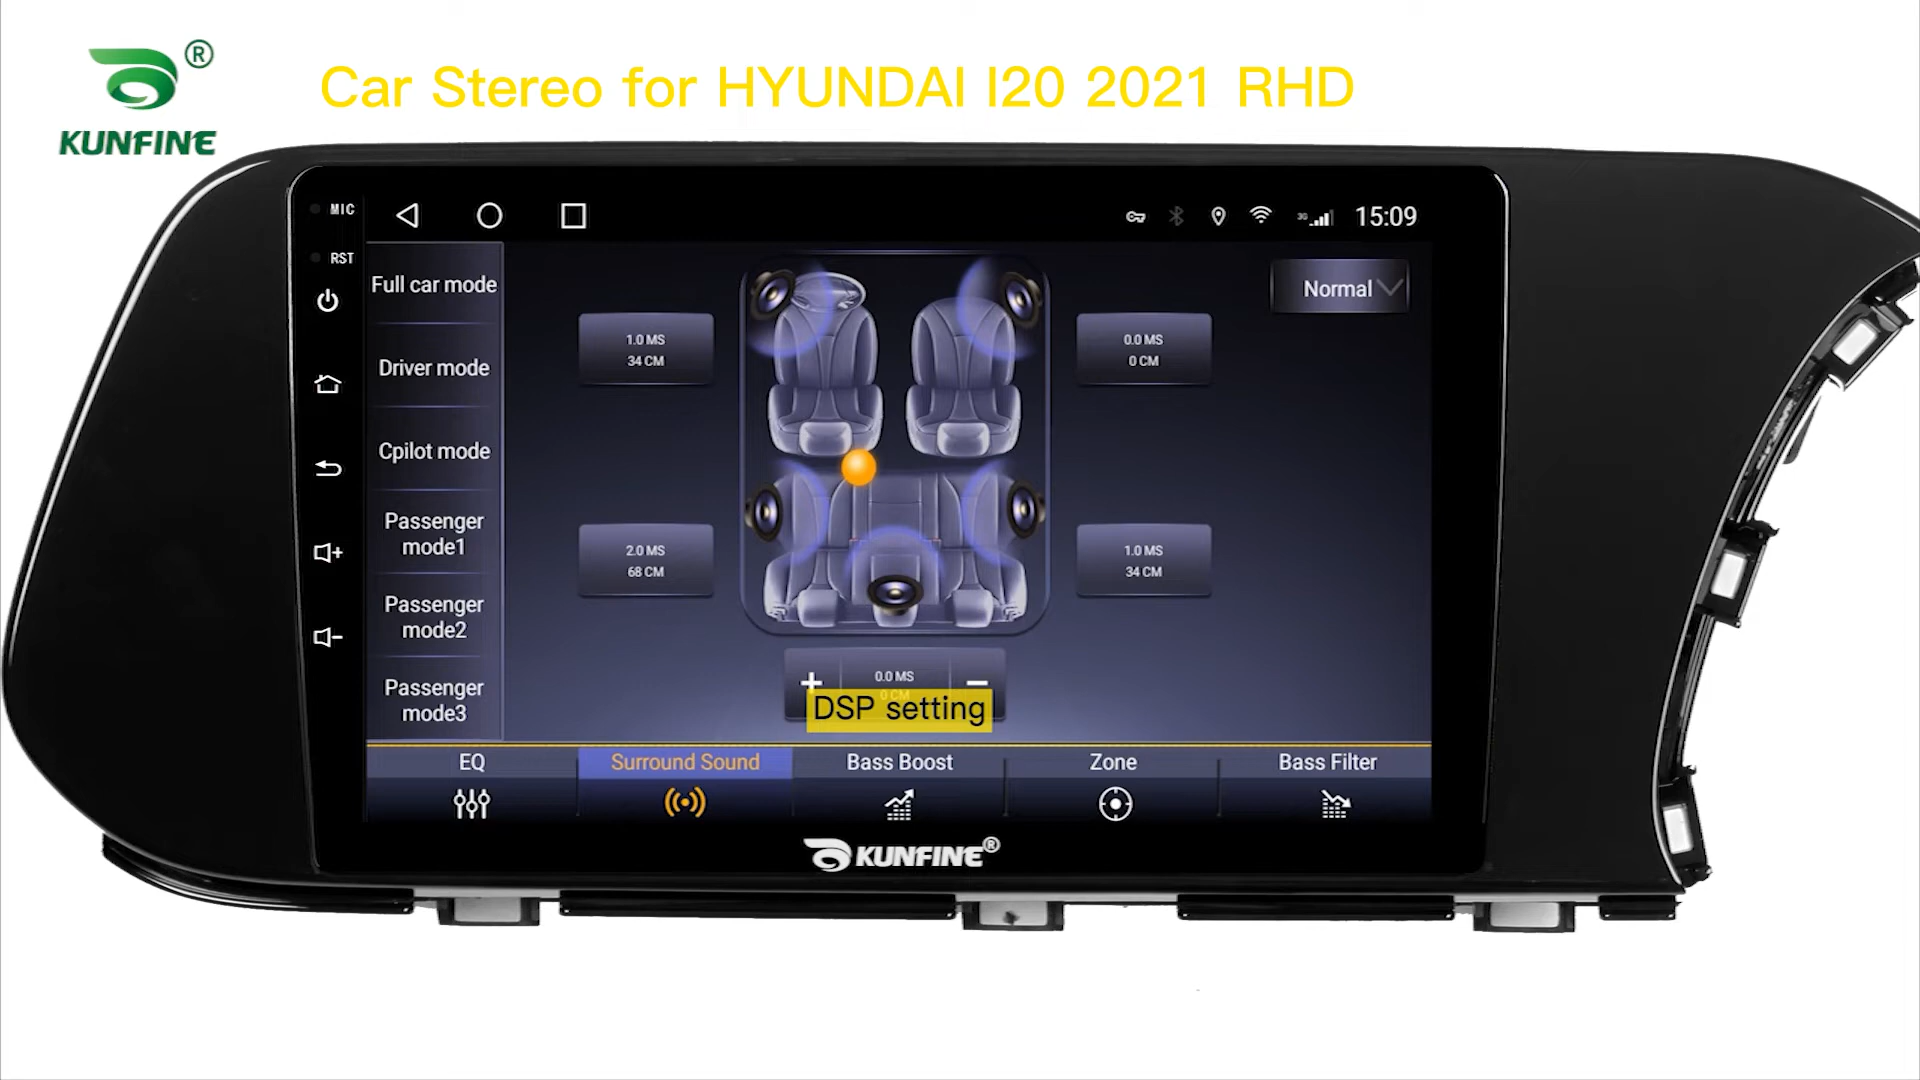 ®
KUNFINE
Car Stereo for HYUNDAI I20 2021 RHD
MIC
RST
3G
15:09
Full car mode
Driver mode
Cpilot mode
Passenger
mode1
Passenger
mode2
Passenger
mode3
Normal
1.0 MS
34 CM
0.0 MS
0 CM
2.0 MS
68 CM
1.0 MS
34 CM
+
0.0 MS
−
0 CM
DSP setting
EQ
Surround Sound
Bass Boost
Zone
Bass Filter
KUNFINE®